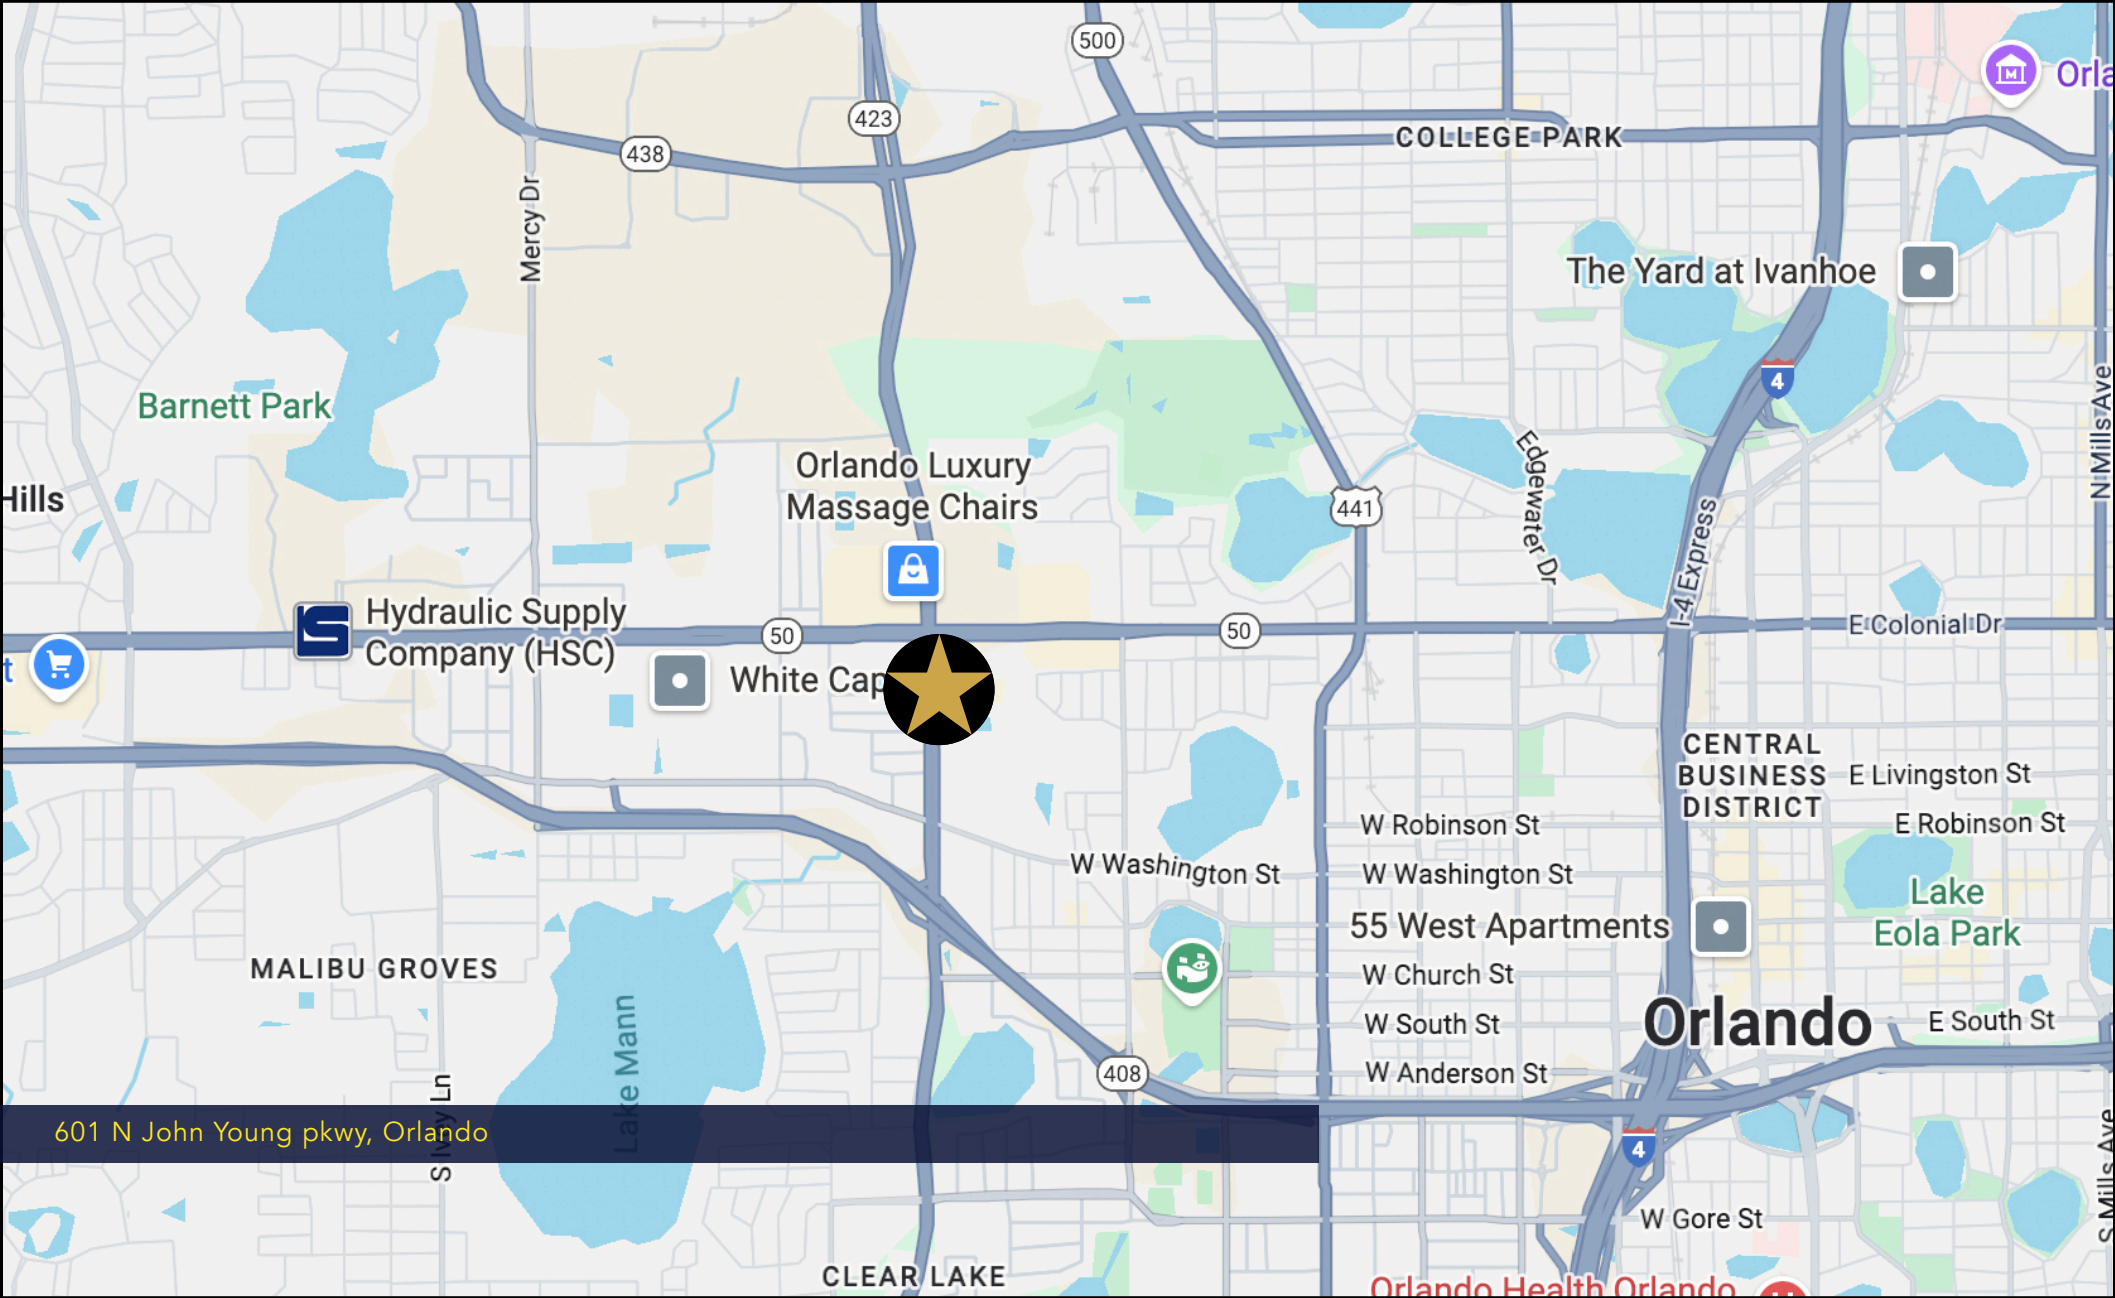 500
Orla
423
COLLEGE PARK
438
Mercy Dr
The Yard at Ivanhoe
4
Barnett Park
N Mills Ave
Orlando Luxury
Massage Chairs
Edgewater Dr
Hills
441
I-4 Express
Hydraulic Supply
Company (HSC)
50
50
E Colonial Dr
t
White Cap
CENTRAL
BUSINESS
DISTRICT
E Livingston St
W Robinson St
E Robinson St
W Washington St
W Washington St
Lake
Eola Park
55 West Apartments
MALIBU GROVES
W Church St
Lake Mann
W South St
Orlando
E South St
408
W Anderson St
S Ivey Ln
601 N John Young pkwy, Orlando
4
S Mills Ave
W Gore St
CLEAR LAKE
Orlando Health Orlando